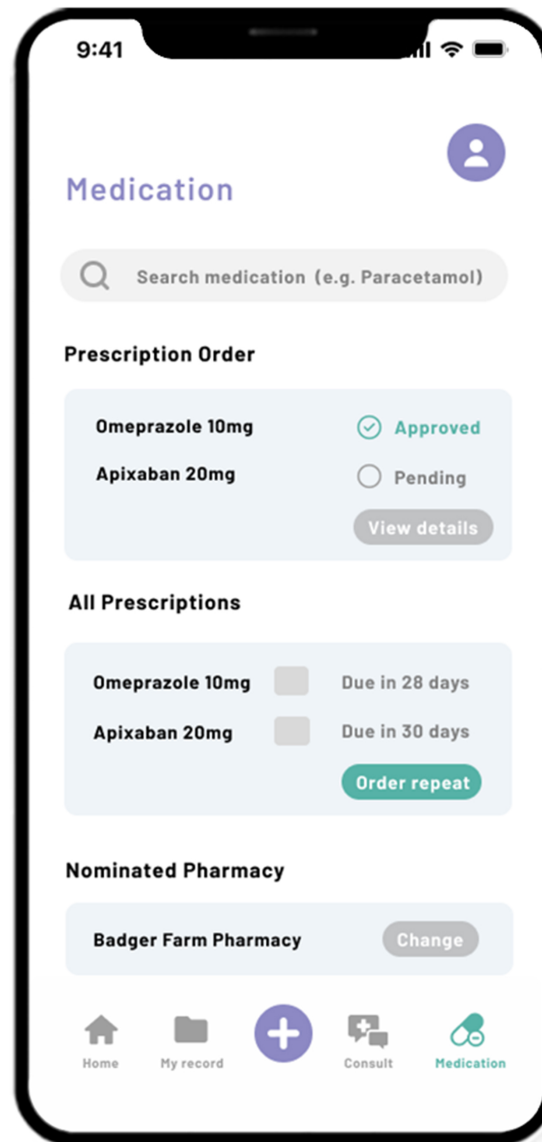 9:41
Medication
Search medication (e.g. Paracetamol)
Prescription Order
Omeprazole 10mg Approved
Apixaban 20mg Pending
View details
All Prescriptions
Omeprazole 10mg Due in 28 days
Apixaban 20mg Due in 30 days
Order repeat
Nominated Pharmacy
Badger Farm Pharmacy Change
Home My record Consult Medication